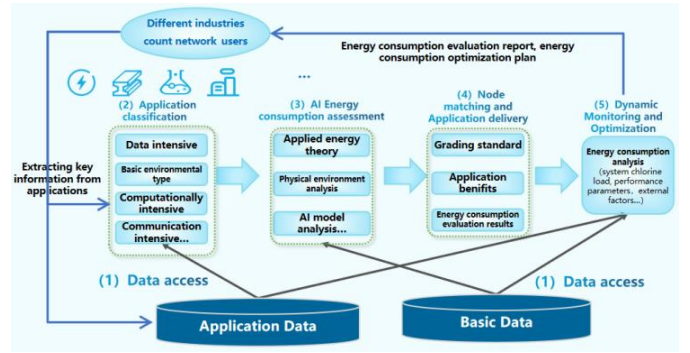 Different industries
count network users
Energy consumption evaluation report, energy
consumption optimization plan
...
(2) Application
classification
(3) AI Energy
consumption assessment
(4) Node
matching and
Application delivery
(5) Dynamic
Monitoring and
Optimization
Extracting key
information from
applications
Data intensive
Basic environmental
type
Computationally
intensive
Communication
intensive...
Applied energy
theory
Physical environment
analysis
AI model
analysis...
Grading standard
Application
benifits
Energy consumption
evaluation results
Energy consumption
analysis
(system chlorine
load, performance
parameters, external
factors...)
(1) Data access
(1) Data access
Application Data
Basic Data